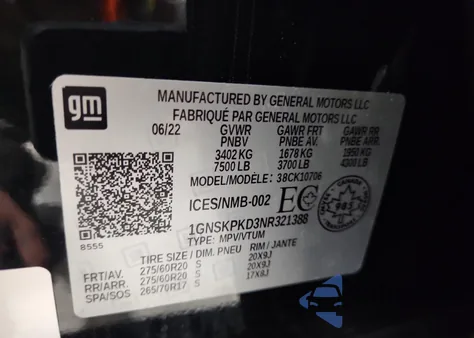 gm
MANUFACTURED BY GENERAL MOTORS LLC
FABRIQUÉ PAR GENERAL MOTORS LLC
06/22 GVWR GAWR FRT GAWR RR
PNBV PNBE AV. PNBE ARR.
3402 KG 1678 KG 1950 KG
7500 LB 3700 LB 4300 LB
MODEL/MODÉLE: 38CK10706
ICES/NMB-002 EC
1GNSKPKD3NR321388
TYPE: MPV/VTUM
8555
TIRE SIZE / DIM. PNEU RIM / JANTE
FRT/AV. 275/60R20 S 20X9J
RR/ARR. 275/60R20 S 20X9J
SPA/SOS 265/70R17 S 17X8J